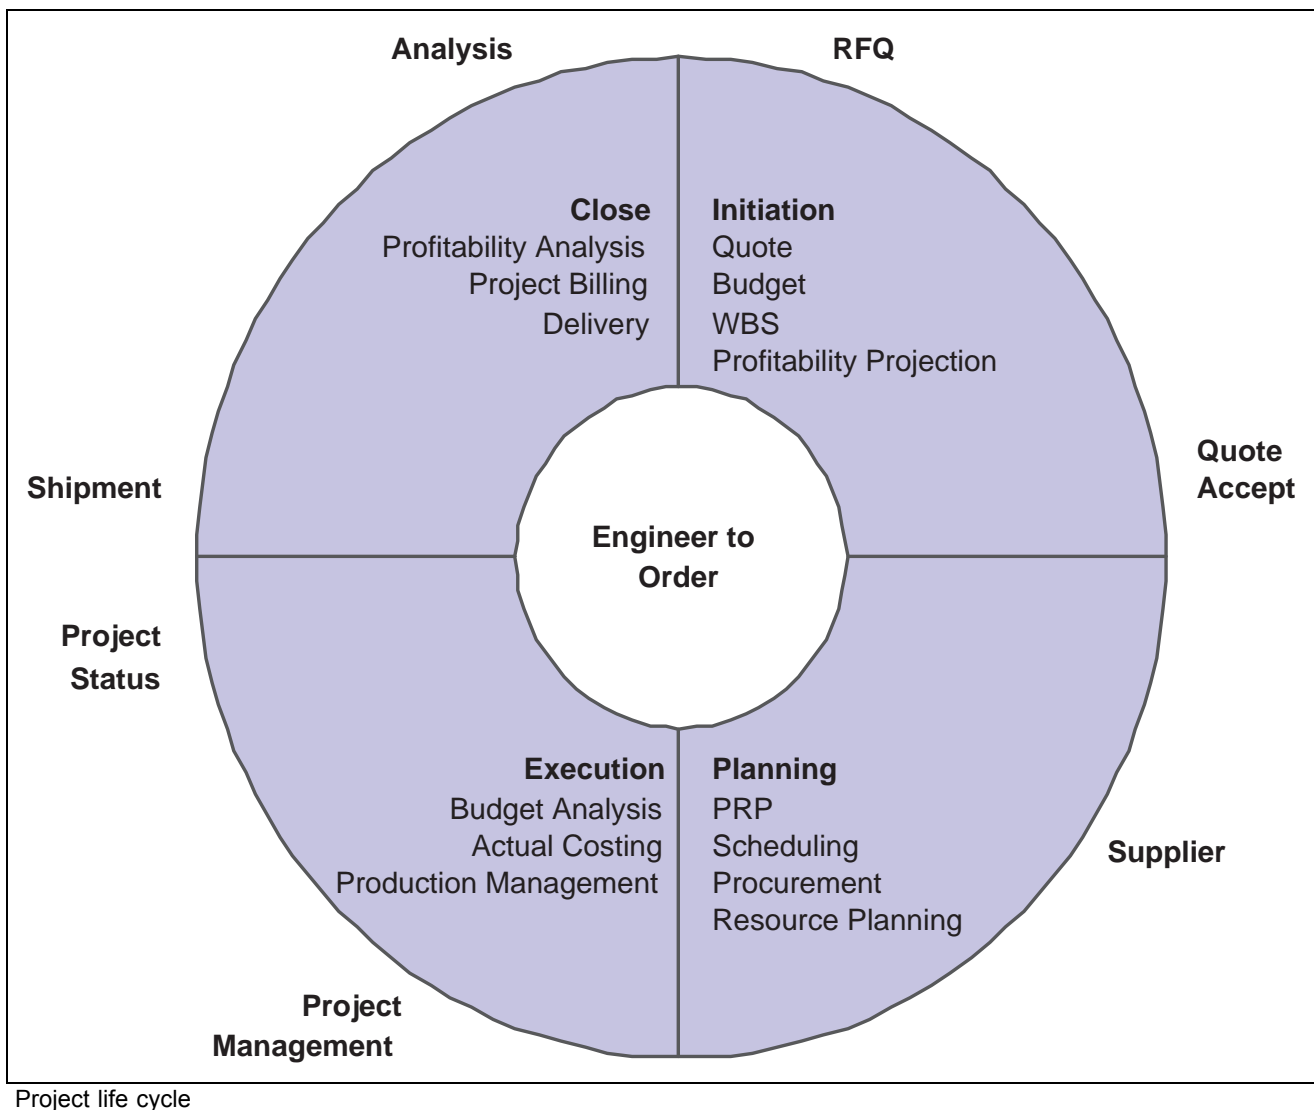 Analysis
RFQ
Close
Profitability Analysis
Project Billing
Delivery
Initiation
Quote
Budget
WBS
Profitability Projection
Quote
Accept
Shipment
Engineer to
Order
Project
Status
Execution
Budget Analysis
Actual Costing
Production Management
Planning
PRP
Scheduling
Procurement
Resource Planning
Supplier
Project
Management
Project life cycle